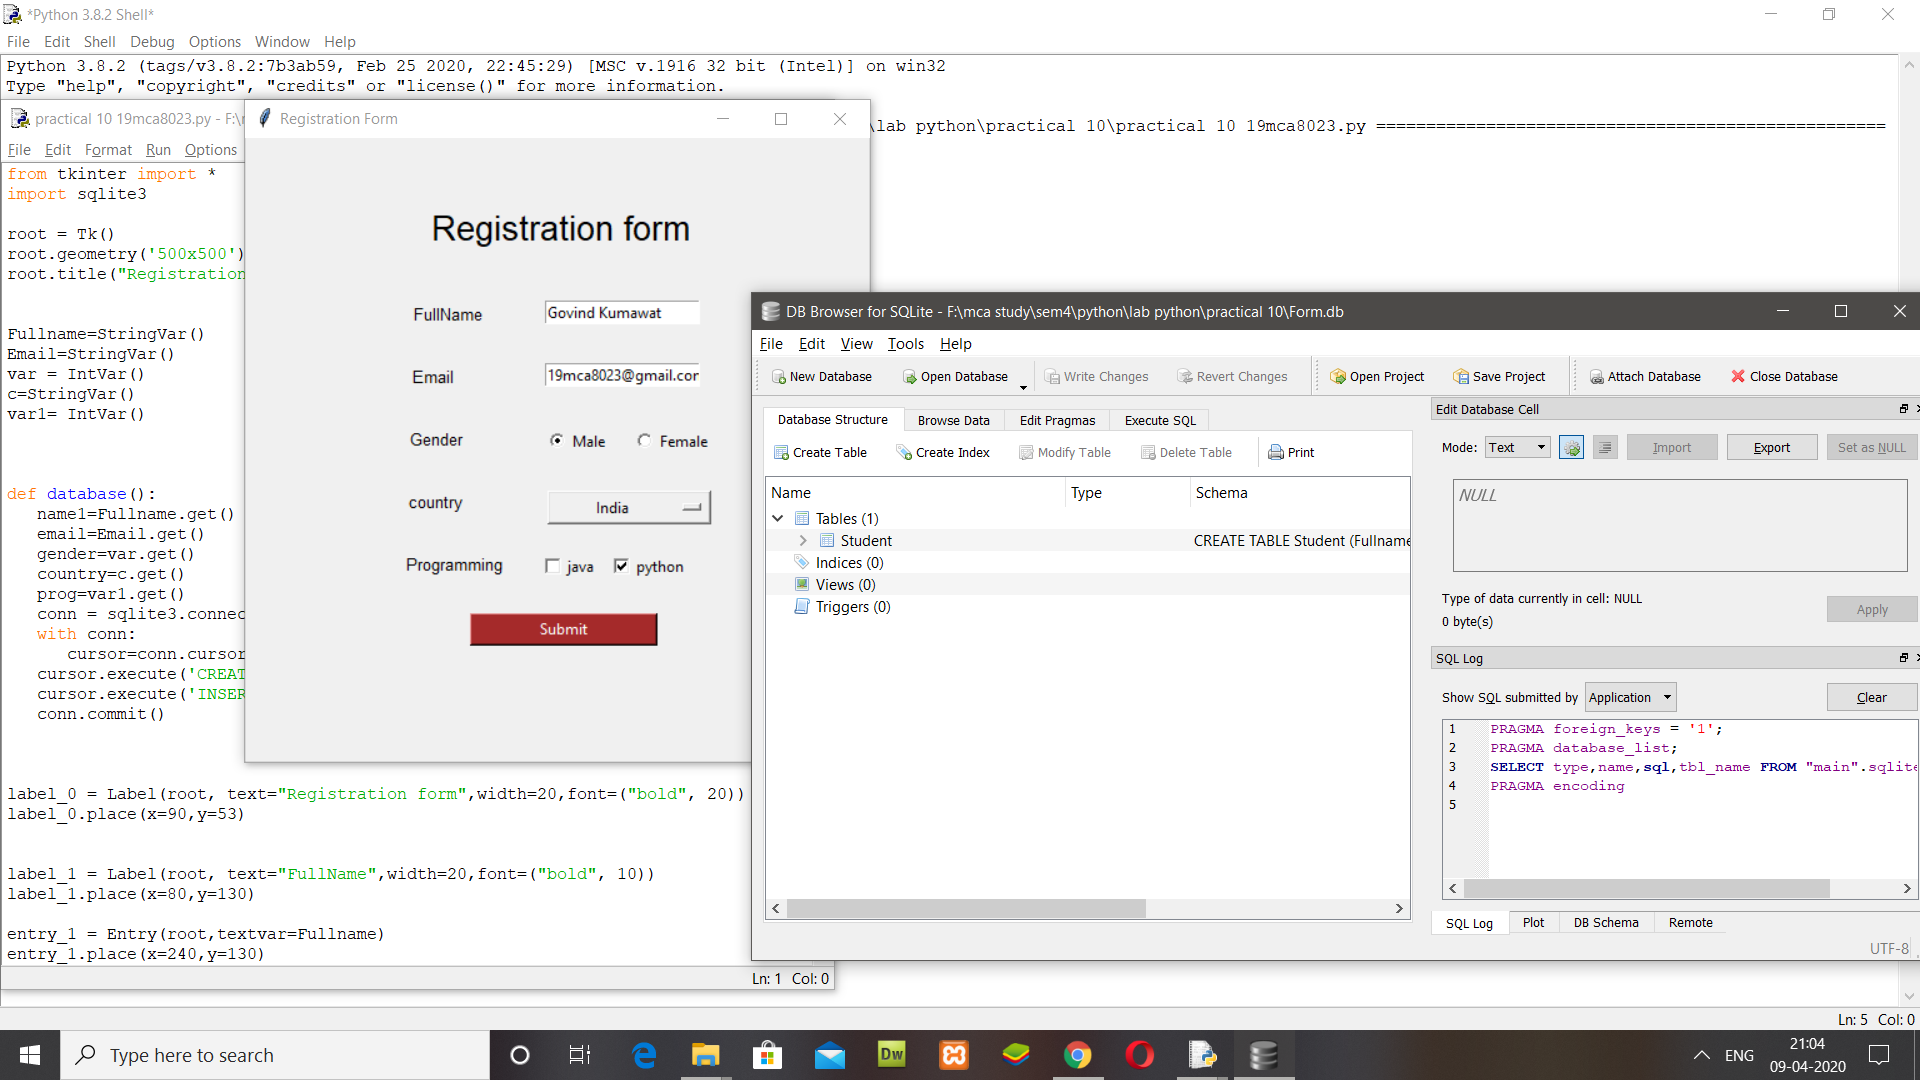 *Python 3.8.2 Shell*
File Edit Shell Debug Options Window Help
Python 3.8.2 (tags/v3.8.2:7b3ab59, Feb 25 2020, 22:45:29) [MSC v.1916 32 bit (Intel)] on win32
Type "help", "copyright", "credits" or "license()" for more information.
\lab python\practical 10\practical 10 19mca8023.py ===================================================
practical 10 19mca8023.py - F:\
File Edit Format Run Options
from tkinter import *
import sqlite3
root = Tk()
root.geometry('500x500')
root.title("Registration
Fullname=StringVar()
Email=StringVar()
var = IntVar()
c=StringVar()
var1= IntVar()
def database():
name1=Fullname.get()
email=Email.get()
gender=var.get()
country=c.get()
prog=var1.get()
conn = sqlite3.connec
with conn:
cursor=conn.cursor
cursor.execute('CREAT
cursor.execute('INSER
conn.commit()
label_0 = Label(root, text="Registration form",width=20,font=("bold", 20))
label_0.place(x=90,y=53)
label_1 = Label(root, text="FullName",width=20,font=("bold", 10))
label_1.place(x=80,y=130)
entry_1 = Entry(root,textvar=Fullname)
entry_1.place(x=240,y=130)
Ln: 1 Col: 0
Registration Form
Registration form
FullName Govind Kumawat
Email 19mca8023@gmail.cor
Gender Male Female
country India
Programming java python
Submit
DB Browser for SQLite - F:\mca study\sem4\python\lab python\practical 10\Form.db
File Edit View Tools Help
New Database Open Database Write Changes Revert Changes Open Project Save Project Attach Database Close Database
Database Structure Browse Data Edit Pragmas Execute SQL
Create Table Create Index Modify Table Delete Table Print
Name Type Schema
Tables (1)
Student CREATE TABLE Student (Fullname
Indices (0)
Views (0)
Triggers (0)
Edit Database Cell
Mode: Text Import Export Set as NULL
NULL
Type of data currently in cell: NULL
0 byte(s)
Apply
SQL Log
Show SQL submitted by Application Clear
1 PRAGMA foreign_keys = '1';
2 PRAGMA database_list;
3 SELECT type,name,sql,tbl_name FROM "main".sqlite
4 PRAGMA encoding
5
SQL Log Plot DB Schema Remote
UTF-8
Ln: 5 Col: 0
Type here to search
Dw
ENG
21:04
09-04-2020